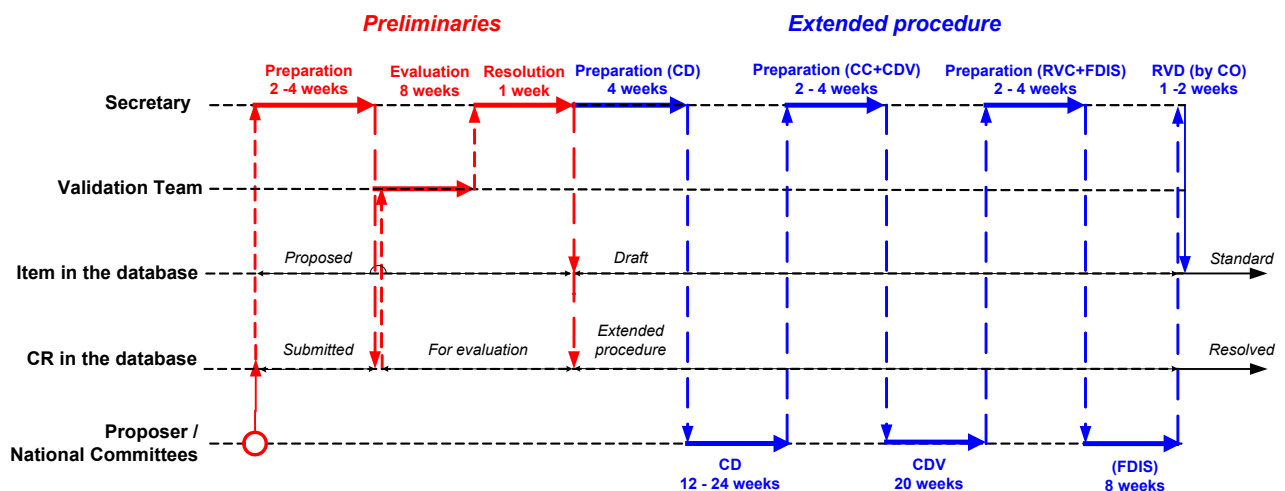 Preliminaries
Extended procedure
Preparation
2 -4 weeks
Evaluation
8 weeks
Resolution
1 week
Preparation (CD)
4 weeks
Preparation (CC+CDV)
2 - 4 weeks
Preparation (RVC+FDIS)
2 - 4 weeks
RVD (by CO)
1 -2 weeks
Secretary
Validation Team
Item in the database
Proposed
Draft
Standard
CR in the database
Submitted
For evaluation
Extended
procedure
Resolved
Proposer /
National Committees
CD
12 - 24 weeks
CDV
20 weeks
(FDIS)
8 weeks